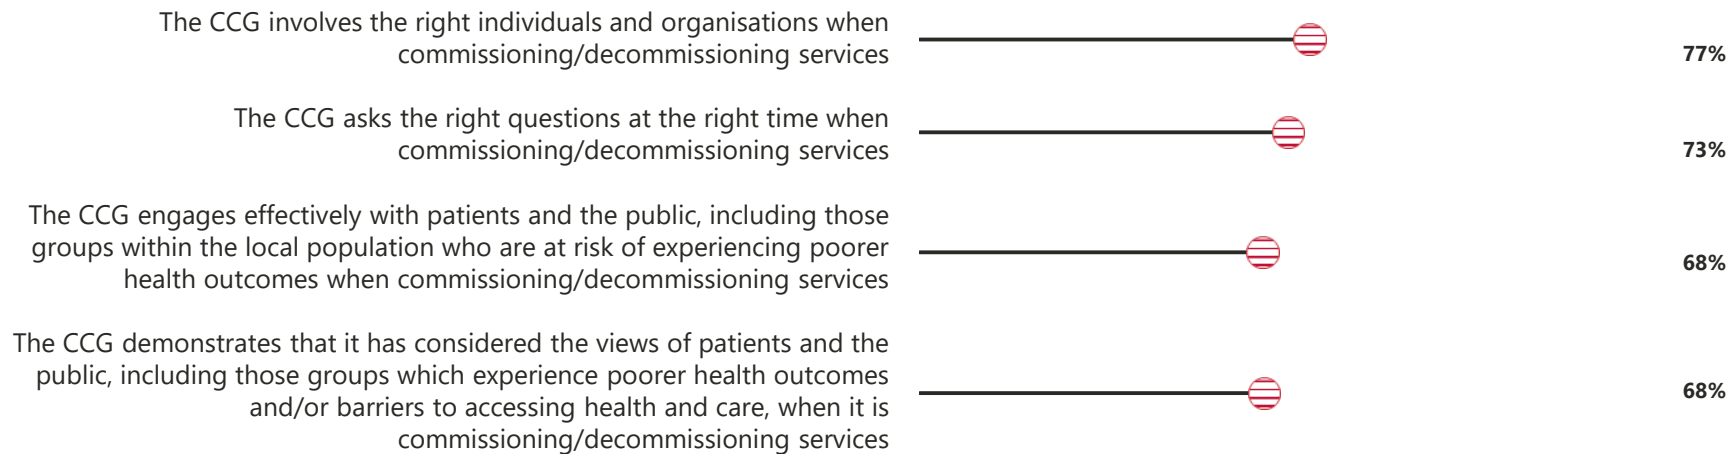 The CCG involves the right individuals and organisations when
commissioning/decommissioning services
77%
The CCG asks the right questions at the right time when
commissioning/decommissioning services
73%
The CCG engages effectively with patients and the public, including those
groups within the local population who are at risk of experiencing poorer
health outcomes when commissioning/decommissioning services
68%
The CCG demonstrates that it has considered the views of patients and the
public, including those groups which experience poorer health outcomes
and/or barriers to accessing health and care, when it is
commissioning/decommissioning services
68%